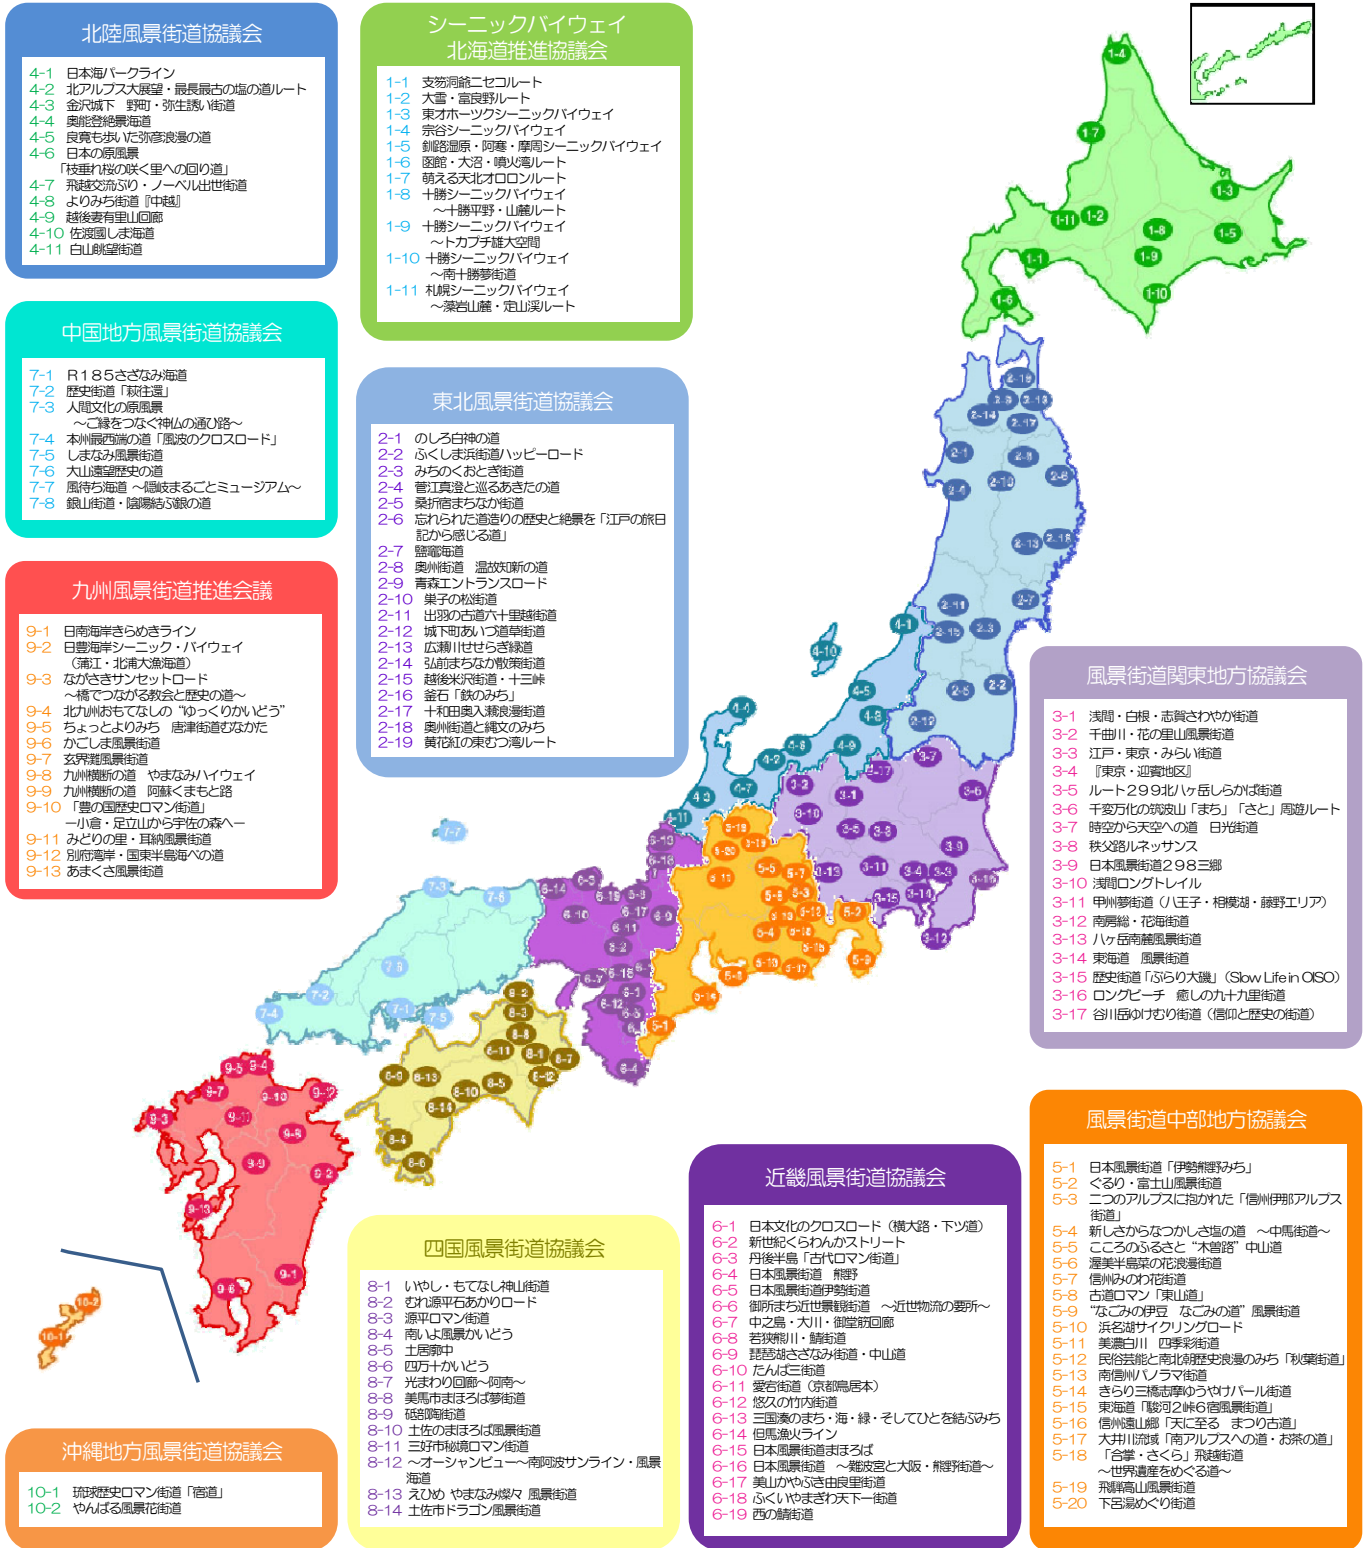 北陸風景街道協議会
4-1 日本海パークライン
4-2 北アルプス大展望・最長最古の塩の道ルート
4-3 金沢城下 野町・弥生誘い街道
4-4 奥能登絶景海道
4-5 良寛も歩いた弥彦浪漫の道
4-6 日本の原風景
「枝垂れ桜の咲く里への回り道」
4-7 飛越交流ぶり・ノーベル出世街道
4-8 よりみち街道『中越』
4-9 越後妻有里山回廊
4-10 佐渡國しま海道
4-11 白山眺望街道
シーニックバイウェイ
北海道推進協議会
1-1 支笏洞爺ニセコルート
1-2 大雪・富良野ルート
1-3 東オホーツクシーニックバイウェイ
1-4 宗谷シーニックバイウェイ
1-5 釧路湿原・阿寒・摩周シーニックバイウェイ
1-6 函館・大沼・噴火湾ルート
1-7 萌える天北オロロンルート
1-8 十勝シーニックバイウェイ
～十勝平野・山麓ルート
1-9 十勝シーニックバイウェイ
～トカプチ雄大空間
1-10 十勝シーニックバイウェイ
～南十勝夢街道
1-11 札幌シーニックバイウェイ
～藻岩山麓・定山渓ルート
中国地方風景街道協議会
7-1 R185さざなみ海道
7-2 歴史街道「萩往還」
7-3 人間文化の原風景
～ご縁をつなぐ神仏の通ひ路～
7-4 本州最西端の道「風波のクロスロード」
7-5 しまなみ風景街道
7-6 大山遠望歴史の道
7-7 風待ち海道 ～隠岐まるごとミュージアム～
7-8 銀山街道・陰陽結ぶ銀の道
東北風景街道協議会
2-1 のしろ白神の道
2-2 ふくしま浜街道ハッピーロード
2-3 みちのくおとぎ街道
2-4 菅江真澄と巡るあきたの道
2-5 桑折宿まちなか街道
2-6 忘れられた道造りの歴史と絶景を「江戸の旅日
記から感じる道」
2-7 鹽竈海道
2-8 奥州街道 温故知新の道
2-9 青森エントランスロード
2-10 巣子の松街道
2-11 出羽の古道六十里越街道
2-12 城下町あいづ道草街道
2-13 広瀬川せせらぎ緑道
2-14 弘前まちなか散策街道
2-15 越後米沢街道・十三峠
2-16 釜石「鉄のみち」
2-17 十和田奥入瀬浪漫街道
2-18 奥州街道と縄文のみち
2-19 黄花紅の東むつ湾ルート
九州風景街道推進会議
9-1 日南海岸きらめきライン
9-2 日豊海岸シーニック・バイウェイ
（蒲江・北浦大漁海道）
9-3 ながさきサンセットロード
～橋でつながる教会と歴史の道～
9-4 北九州おもてなしの“ゆっくりかいどう”
9-5 ちょっとよりみち 唐津街道むなかた
9-6 かごしま風景街道
9-7 玄界灘風景街道
9-8 九州横断の道 やまなみハイウェイ
9-9 九州横断の道 阿蘇くまもと路
9-10 「豊の国歴史ロマン街道」
ー小倉・足立山から宇佐の森へー
9-11 みどりの里・耳納風景街道
9-12 別府湾岸・国東半島海べの道
9-13 あまくさ風景街道
風景街道関東地方協議会
3-1 浅間・白根・志賀さわやか街道
3-2 千曲川・花の里山風景街道
3-3 江戸・東京・みらい街道
3-4 『東京・迎賓地区』
3-5 ルート299北八ヶ岳しらかば街道
3-6 千変万化の筑波山「まち」「さと」周遊ルート
3-7 時空から天空への道 日光街道
3-8 秩父路ルネッサンス
3-9 日本風景街道298三郷
3-10 浅間ロングトレイル
3-11 甲州夢街道（八王子・相模湖・藤野エリア）
3-12 南房総・花海街道
3-13 八ヶ岳南麓風景街道
3-14 東海道 風景街道
3-15 歴史街道「ぶらり大磯」（Slow Life in OISO）
3-16 ロングビーチ 癒しの九十九里街道
3-17 谷川岳ゆけむり街道（信仰と歴史の街道）
風景街道中部地方協議会
5-1 日本風景街道「伊勢熊野みち」
5-2 ぐるり・富士山風景街道
5-3 二つのアルプスに抱かれた「信州伊那アルプス
街道」
5-4 新しさからなつかしさ塩の道 ～中馬街道～
5-5 こころのふるさと“木曽路”中山道
5-6 渥美半島菜の花浪漫街道
5-7 信州みのわ花街道
5-8 古道ロマン「東山道」
5-9 “なごみの伊豆 なごみの道”風景街道
5-10 浜名湖サイクリングロード
5-11 美濃白川 四季彩街道
5-12 民俗芸能と南北朝歴史浪漫のみち「秋葉街道」
5-13 南信州パノラマ街道
5-14 きらり三橋志摩ゆうやけパール街道
5-15 東海道「駿河2峠6宿風景街道」
5-16 信州遠山郷「天に至る まつり古道」
5-17 大井川流域「南アルプスへの道・お茶の道」
5-18 「合掌・さくら」飛越街道
～世界遺産をめぐる道～
5-19 飛騨高山風景街道
5-20 下呂湯めぐり街道
近畿風景街道協議会
6-1 日本文化のクロスロード（横大路・下ツ道）
6-2 新世紀くらわんかストリート
6-3 丹後半島「古代ロマン街道」
6-4 日本風景街道 熊野
6-5 日本風景街道伊勢街道
6-6 御所まち近世景観街道 ～近世物流の要所～
6-7 中之島・大川・御堂筋回廊
6-8 若狭熊川・鯖街道
6-9 琵琶湖さざなみ街道・中山道
6-10 たんば三街道
6-11 愛宕街道（京都鳥居本）
6-12 悠久の竹内街道
6-13 三国湊のまち・海・緑・そしてひとを結ぶみち
6-14 但馬漁火ライン
6-15 日本風景街道まほろば
6-16 日本風景街道 ～難波宮と大阪・熊野街道～
6-17 美山かやぶき由良里街道
6-18 ふくいやまぎわ天下一街道
6-19 西の鯖街道
四国風景街道協議会
8-1 いやし・もてなし神山街道
8-2 むれ源平石あかりロード
8-3 源平ロマン街道
8-4 南いよ風景かいどう
8-5 土居廓中
8-6 四万十かいどう
8-7 光まわり回廊～阿南～
8-8 美馬市まほろば夢街道
8-9 砥部陶街道
8-10 土佐のまほろば風景街道
8-11 三好市秘境ロマン街道
8-12 ～オーシャンビュー～南阿波サンライン・風景
海道
8-13 えひめ やまなみ燦々 風景街道
8-14 土佐市ドラゴン風景街道
沖縄地方風景街道協議会
10-1 琉球歴史ロマン街道「宿道」
10-2 やんばる風景花街道